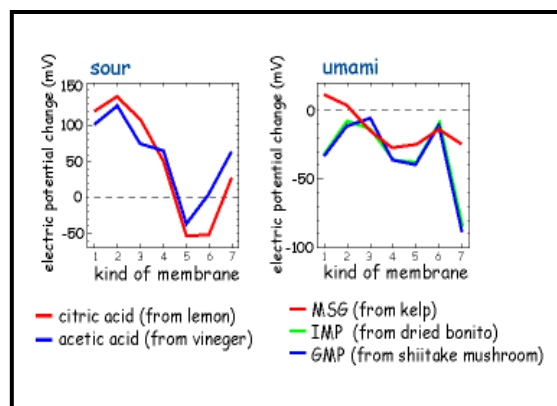 sour
electric potential change (mV)
150
100
50
0
-50
1 2 3 4 5 6 7
kind of membrane
citric acid (from lemon)
acetic acid (from vineger)
umami
electric potential change (mV)
0
-50
-100
1 2 3 4 5 6 7
kind of membrane
MSG (from kelp)
IMP (from dried bonito)
GMP (from shiitake mushroom)